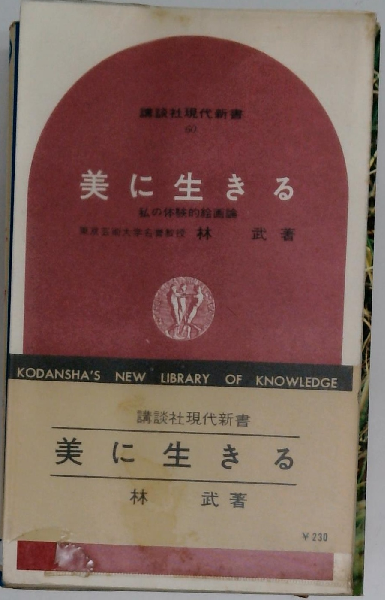 講談社現代新書
60
美に生きる
私の体験的絵画論
東京芸術大学名誉教授 林 武 著
KODANSHA'S NEW LIBRARY OF KNOWLEDGE
講談社現代新書
美に生きる
林 武 著
¥230